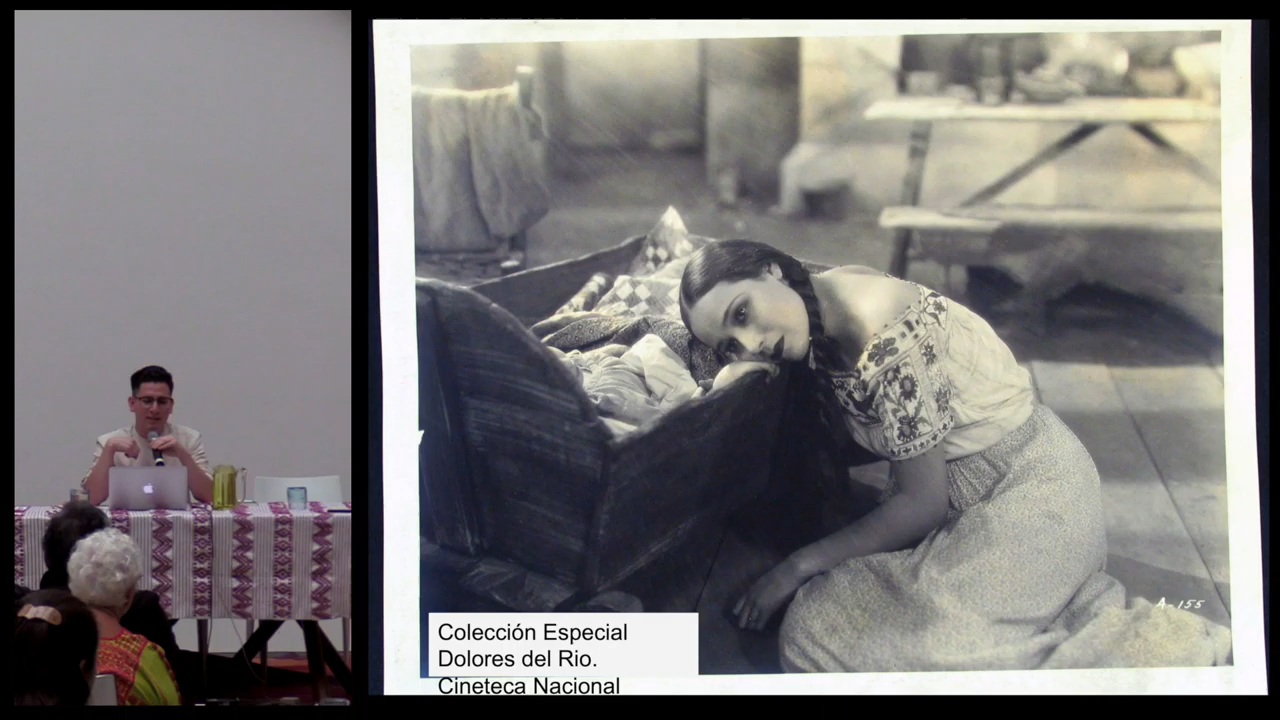 A-155
Colección Especial
Dolores del Rio.
Cineteca Nacional